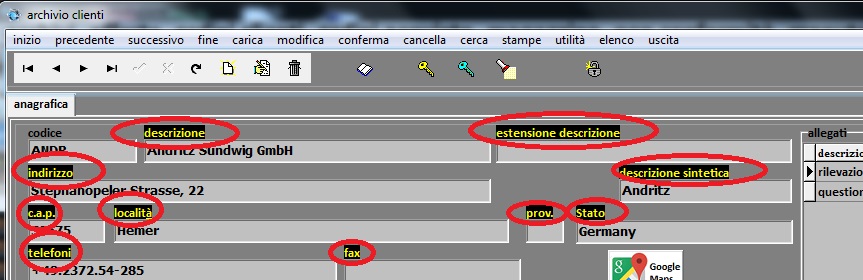 archivio clienti
inizio precedente successivo fine carica modifica conferma cancella cerca stampe utilità elenco uscita
anagrafica
codice descrizione estensione descrizione allegati
ANDR Andritz Sundwig GmbH descrizio
indirizzo descrizione sintetica rilevazio
Stephanopeler Strasse, 22 Andritz question
c.a.p. località prov. Stato
Hemer Germany
telefoni fax
+49.2372.54-285
Google
Maps